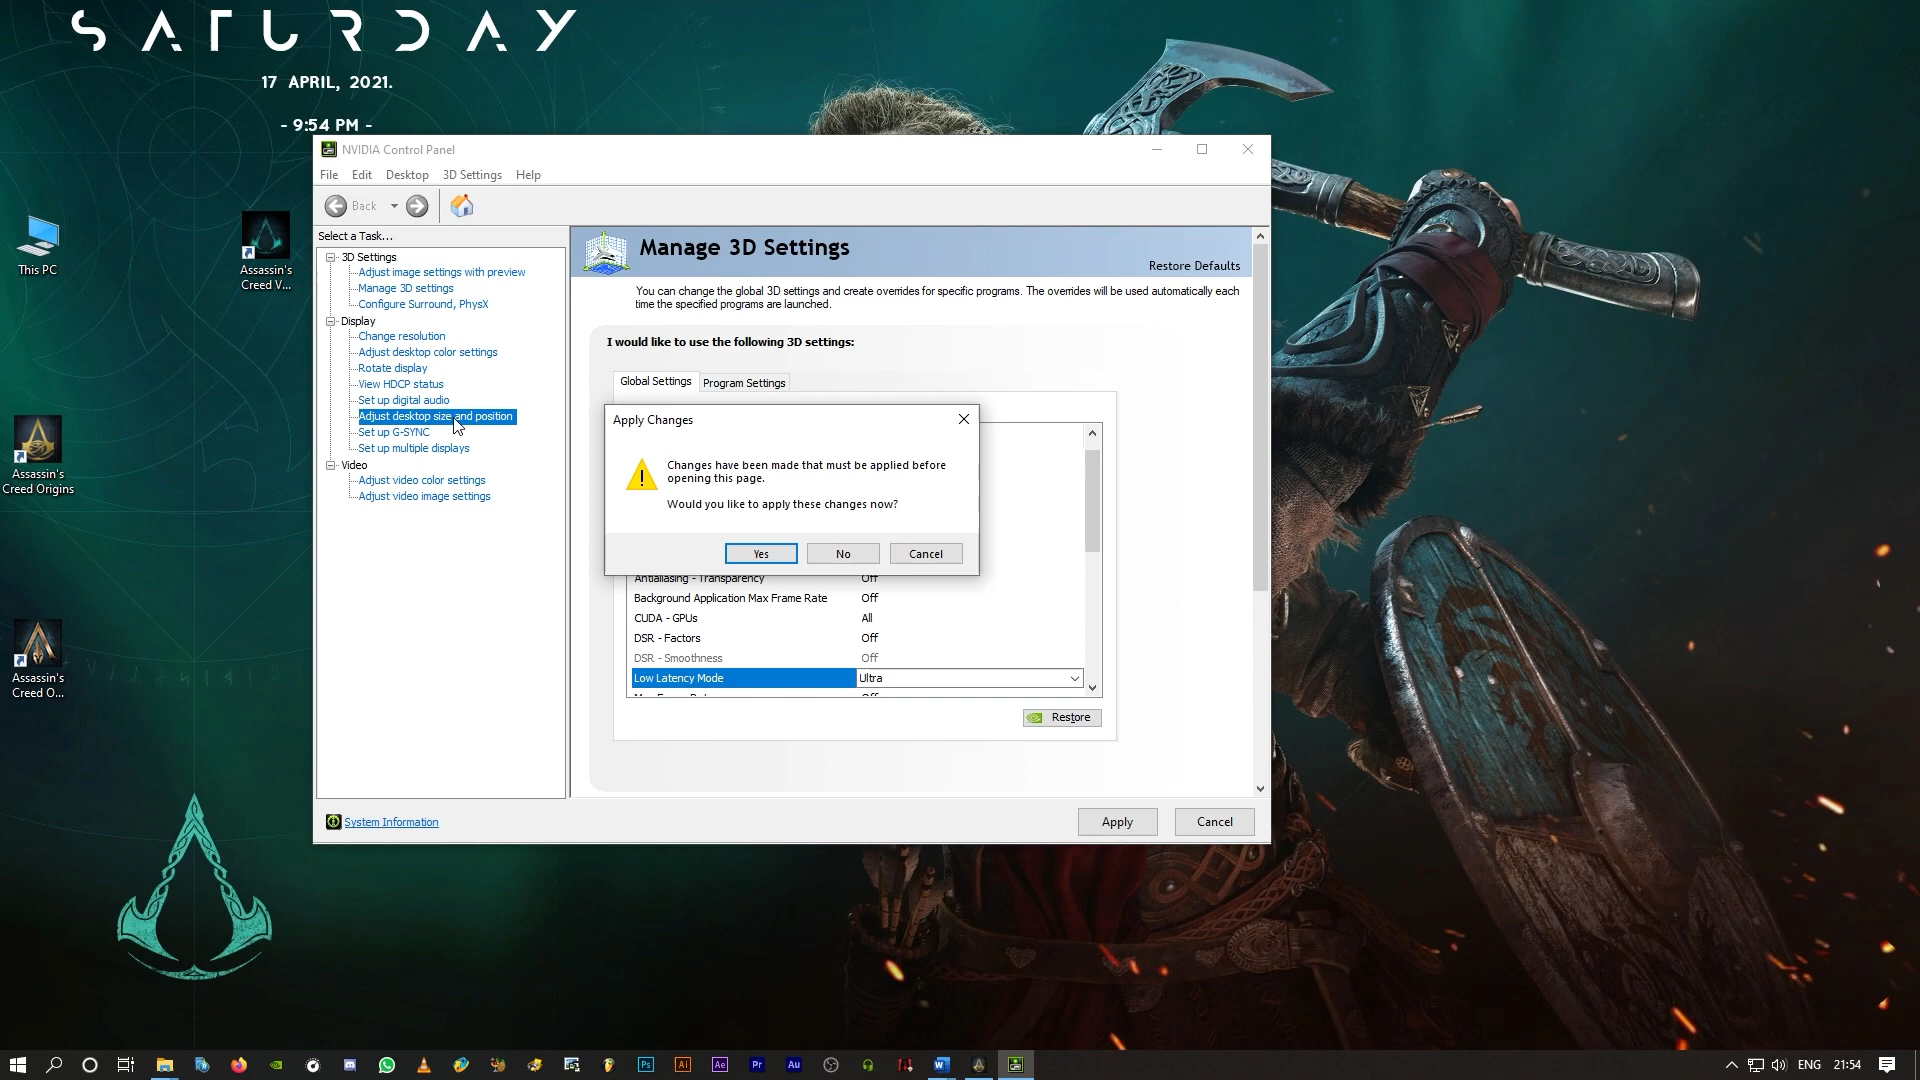 SATURDAY
17 APRIL, 2021.
- 9:54 PM -
This PC
Assassin's
Creed V...
Assassin's
Creed Origins
Assassin's
Creed O...
NVIDIA Control Panel
File Edit Desktop 3D Settings Help
Back
Select a Task...
3D Settings
Adjust image settings with preview
Manage 3D settings
Configure Surround, PhysX
Display
Change resolution
Adjust desktop color settings
Rotate display
View HDCP status
Set up digital audio
Adjust desktop size and position
Set up G-SYNC
Set up multiple displays
Video
Adjust video color settings
Adjust video image settings
System Information
Manage 3D Settings
Restore Defaults
You can change the global 3D settings and create overrides for specific programs. The overrides will be used automatically each
time the specified programs are launched.
I would like to use the following 3D settings:
Global Settings Program Settings
Apply Changes
Changes have been made that must be applied before
opening this page.
Would you like to apply these changes now?
Yes No Cancel
Antialiasing - Transparency Off
Background Application Max Frame Rate Off
CUDA - GPUs All
DSR - Factors Off
DSR - Smoothness Off
Low Latency Mode Ultra
Restore
Apply Cancel
Ps Ai Ae Pr Au W
ENG 21:54